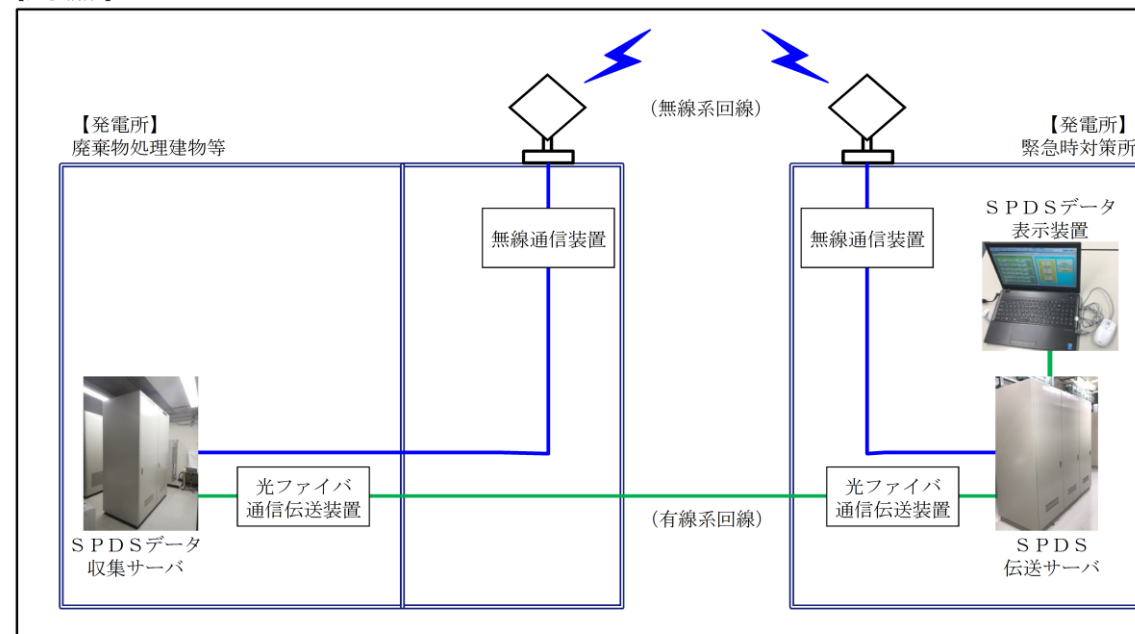 （無線系回線）
【発電所】
廃棄物処理建物等
【発電所】
緊急時対策所
ＳＰＤＳデータ
表示装置
無線通信装置
無線通信装置
光ファイバ
通信伝送装置
光ファイバ
通信伝送装置
（有線系回線）
ＳＰＤＳデータ
収集サーバ
ＳＰＤＳ
伝送サーバ